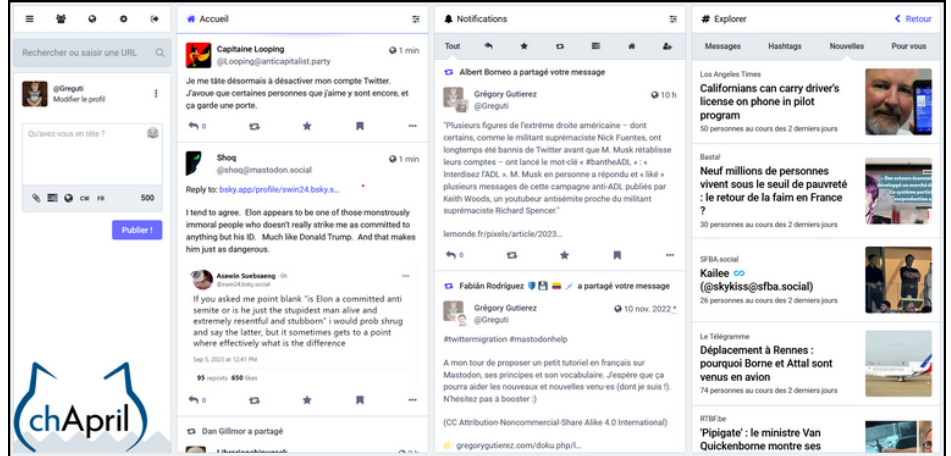 Rechercher ou saisir une URL
@Greguti
Modifier le profil
Qu'avez-vous en tête ?
CW FR 500
Publier !
chApril
Accueil
Capitaine Looping 1 min
@Looping@anticapitalist.party
Je me tâte désormais à désactiver mon compte Twitter.
J'avoue que certaines personnes que j'aime y sont encore, et
ça garde une porte.
0
Shoq 1 min
@shoq@mastodon.social
Reply to: bsky.app/profile/swin24.bsky.s...
I tend to agree. Elon appears to be one of those monstrously
immoral people who doesn't really strike me as committed to
anything but his ID. Much like Donald Trump. And that makes
him just as dangerous.
Asawin Suebsaeng · 8h
@swin24.bsky.social
If you asked me point blank "is Elon a committed anti
semite or is he just the stupidest man alive and
extremely resentful and stubborn" i would prob shrug
and say the latter, but it sometimes gets to a point
where effectively what is the difference
Sep 5, 2023 at 12:41 PM
95 reposts 650 likes
0
Dan Gillmor a partagé
Notifications
Tout
Albert Borneo a partagé votre message
Grégory Gutierez 10 h
@Greguti
"Plusieurs figures de l'extrême droite américaine – dont
certains, comme le militant suprémaciste Nick Fuentes, ont
longtemps été bannis de Twitter avant que M. Musk rétablisse
leurs comptes – ont lancé le mot-clé « #bantheADL » : «
Interdisez l'ADL ». M. Musk en personne a répondu et « liké »
plusieurs messages de cette campagne anti-ADL publiés par
Keith Woods, un youtubeur antisémite proche du militant
suprémaciste Richard Spencer."
lemonde.fr/pixels/article/2023...
0
Fabián Rodríguez a partagé votre message
Grégory Gutierez 10 nov. 2022 *
@Greguti
#twittermigration #mastodonhelp
A mon tour de proposer un petit tutoriel en français sur
Mastodon, ses principes et son vocabulaire. J'espère que ça
pourra aider les nouveaux et nouvelles venu·es (dont je suis !).
N'hésitez pas à booster :)
(CC Attribution-Noncommercial-Share Alike 4.0 International)
gregorygutierez.com/doku.php/l...
# Explorer Retour
Messages Hashtags Nouvelles Pour vous
Los Angeles Times
Californians can carry driver's
license on phone in pilot
program
50 personnes au cours des 2 derniers jours
Basta!
Neuf millions de personnes
vivent sous le seuil de pauvreté
: le retour de la faim en France
?
30 personnes au cours des 2 derniers jours
SFBA.social
Kailee
(@skykiss@sfba.social)
26 personnes au cours des 2 derniers jours
Le Télégramme
Déplacement à Rennes :
pourquoi Borne et Attal sont
venus en avion
74 personnes au cours des 2 derniers jours
RTBF.be
'Pipigate' : le ministre Van
Quickenborne montre ses